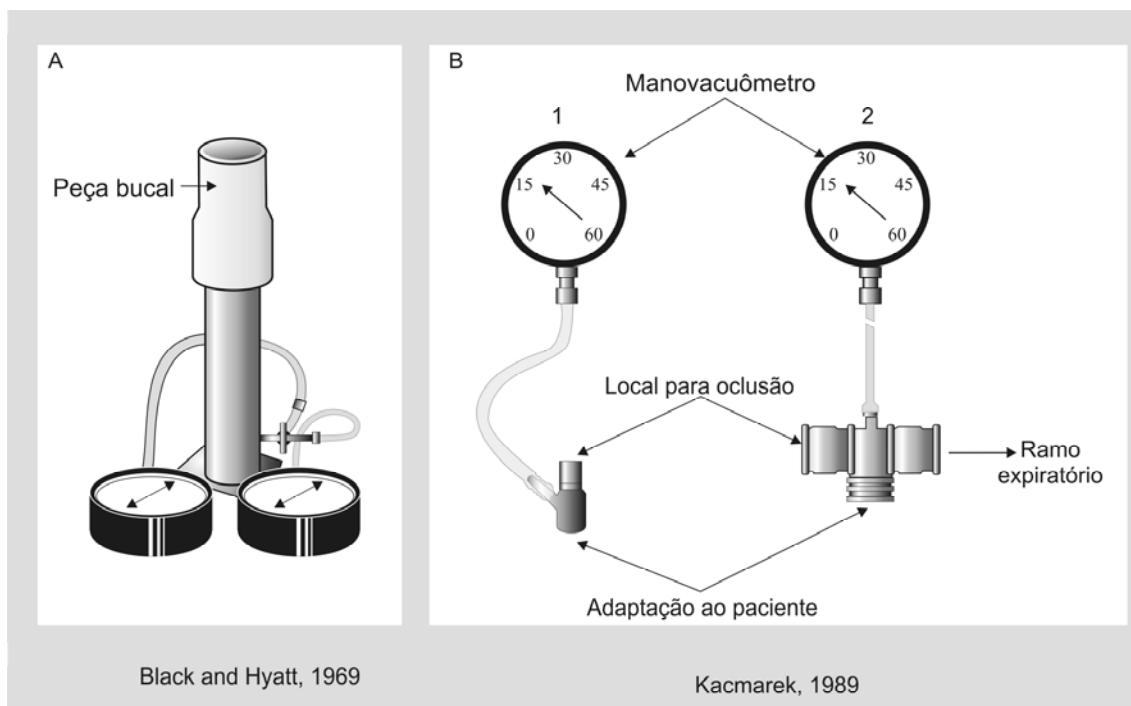 A
Peça bucal
Black and Hyatt, 1969
B
Manovacuômetro
1
2
30
15
45
0
60
30
15
45
0
60
Local para oclusão
Ramo
expiratório
Adaptação ao paciente
Kacmarek, 1989